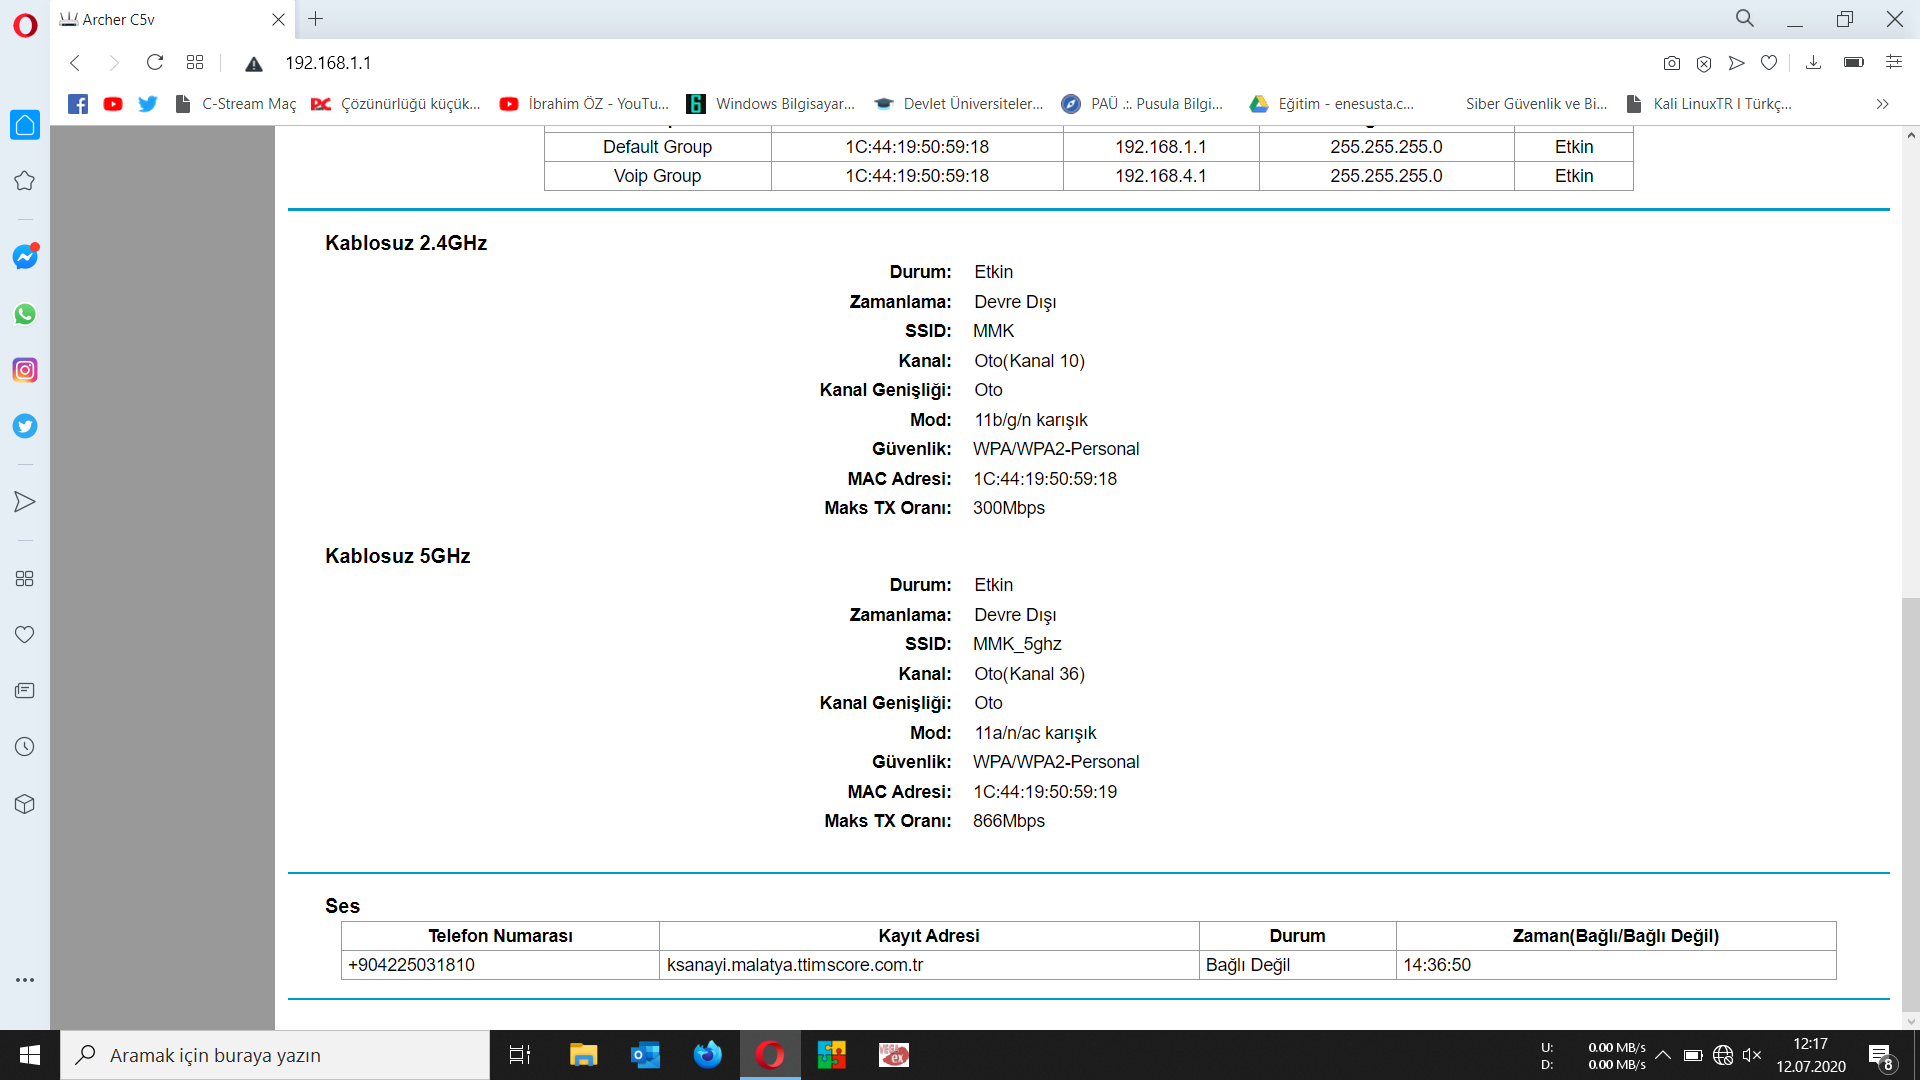 Archer C5v
192.168.1.1
C-Stream Maç
Çözünürlüğü küçük...
İbrahim ÖZ - YouTu...
Windows Bilgisayar...
Devlet Üniversiteler...
PAÜ .:. Pusula Bilgi...
Eğitim - enesusta.c...
Siber Güvenlik ve Bi...
Kali LinuxTR I Türkç...
Default Group 1C:44:19:50:59:18 192.168.1.1 255.255.255.0 Etkin
Voip Group 1C:44:19:50:59:18 192.168.4.1 255.255.255.0 Etkin
Kablosuz 2.4GHz
Durum: Etkin
Zamanlama: Devre Dışı
SSID: MMK
Kanal: Oto(Kanal 10)
Kanal Genişliği: Oto
Mod: 11b/g/n karışık
Güvenlik: WPA/WPA2-Personal
MAC Adresi: 1C:44:19:50:59:18
Maks TX Oranı: 300Mbps
Kablosuz 5GHz
Durum: Etkin
Zamanlama: Devre Dışı
SSID: MMK_5ghz
Kanal: Oto(Kanal 36)
Kanal Genişliği: Oto
Mod: 11a/n/ac karışık
Güvenlik: WPA/WPA2-Personal
MAC Adresi: 1C:44:19:50:59:19
Maks TX Oranı: 866Mbps
Ses
Telefon Numarası Kayıt Adresi Durum Zaman(Bağlı/Bağlı Değil)
+904225031810 ksanayi.malatya.ttimscore.com.tr Bağlı Değil 14:36:50
Aramak için buraya yazın
U: 0.00 MB/s
D: 0.00 MB/s
12:17
12.07.2020
8